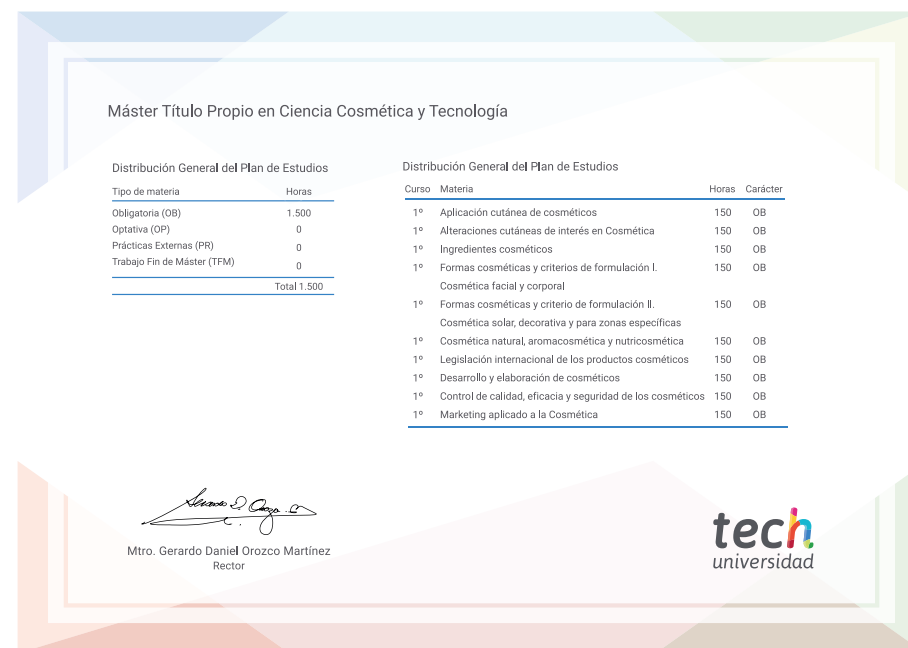 Máster Título Propio en Ciencia Cosmética y Tecnología
Distribución General del Plan de Estudios
Tipo de materia Horas
Obligatoria (OB) 1.500
Optativa (OP) 0
Prácticas Externas (PR) 0
Trabajo Fin de Máster (TFM) 0
Total 1.500
Distribución General del Plan de Estudios
Curso Materia Horas Carácter
1º Aplicación cutánea de cosméticos 150 OB
1º Alteraciones cutáneas de interés en Cosmética 150 OB
1º Ingredientes cosméticos 150 OB
1º Formas cosméticas y criterios de formulación I. 150 OB
Cosmética facial y corporal
1º Formas cosméticas y criterio de formulación II. 150 OB
Cosmética solar, decorativa y para zonas específicas
1º Cosmética natural, aromacosmética y nutricosmética 150 OB
1º Legislación internacional de los productos cosméticos 150 OB
1º Desarrollo y elaboración de cosméticos 150 OB
1º Control de calidad, eficacia y seguridad de los cosméticos 150 OB
1º Marketing aplicado a la Cosmética 150 OB
Mtro. Gerardo Daniel Orozco Martínez
Rector
tech
universidad